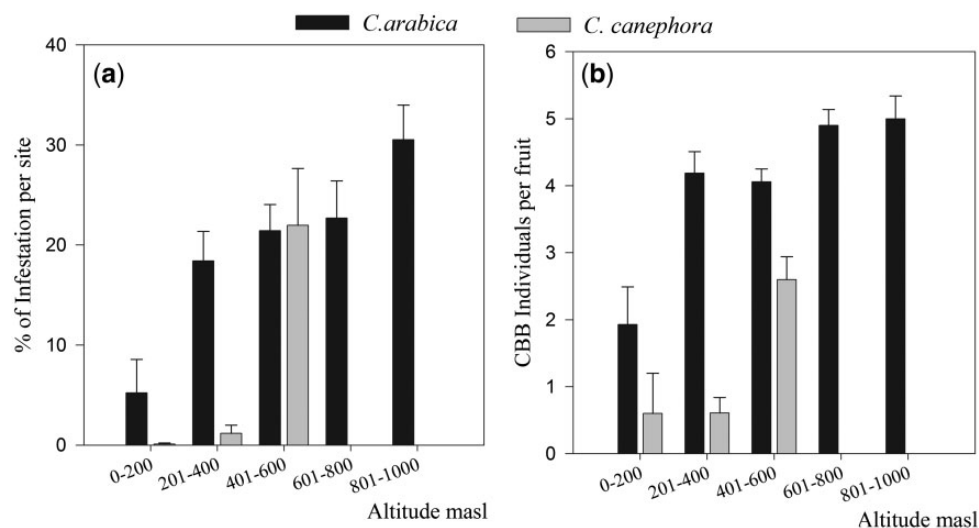 C.arabica C. canephora
(a)
% of Infestation per site
40
30
20
10
0
0-200 201-400 401-600 601-800 801-1000
Altitude masl
(b)
CBB Individuals per fruit
6
5
4
3
2
1
0
0-200 201-400 401-600 601-800 801-1000
Altitude masl